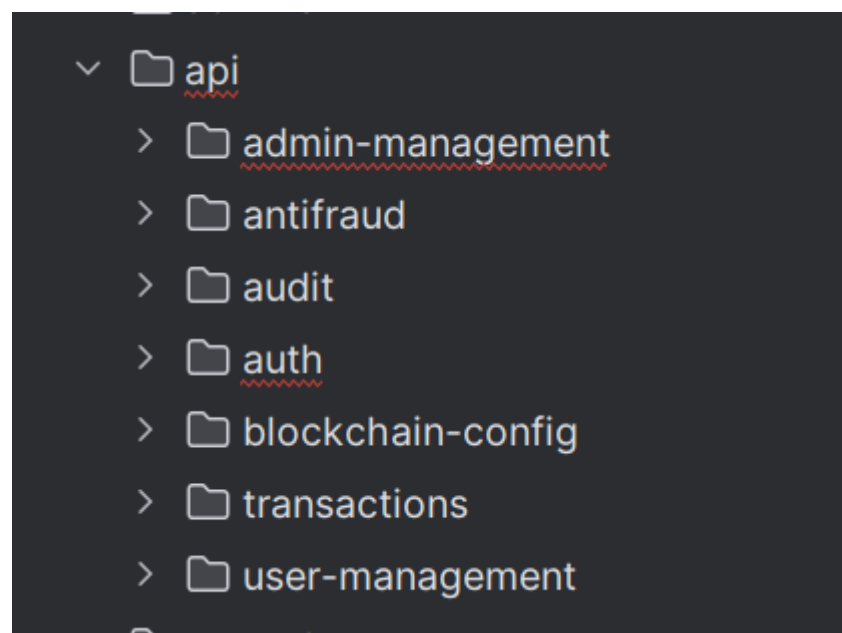 api
admin-management
antifraud
audit
auth
blockchain-config
transactions
user-management